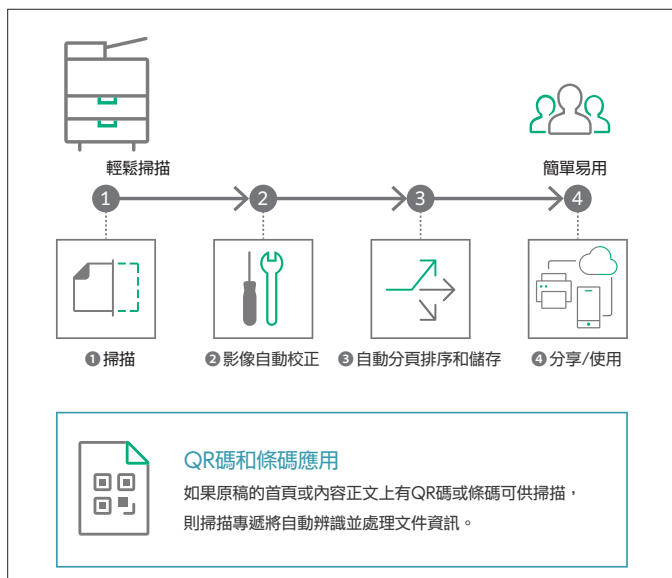 輕鬆掃描
簡單易用
1 2 3 4
❶掃描
❷影像自動校正
❸自動分頁排序和儲存
❹分享/使用
QR碼和條碼應用
如果原稿的首頁或內容正文上有QR碼或條碼可供掃描，
則掃描專遞將自動辨識並處理文件資訊。